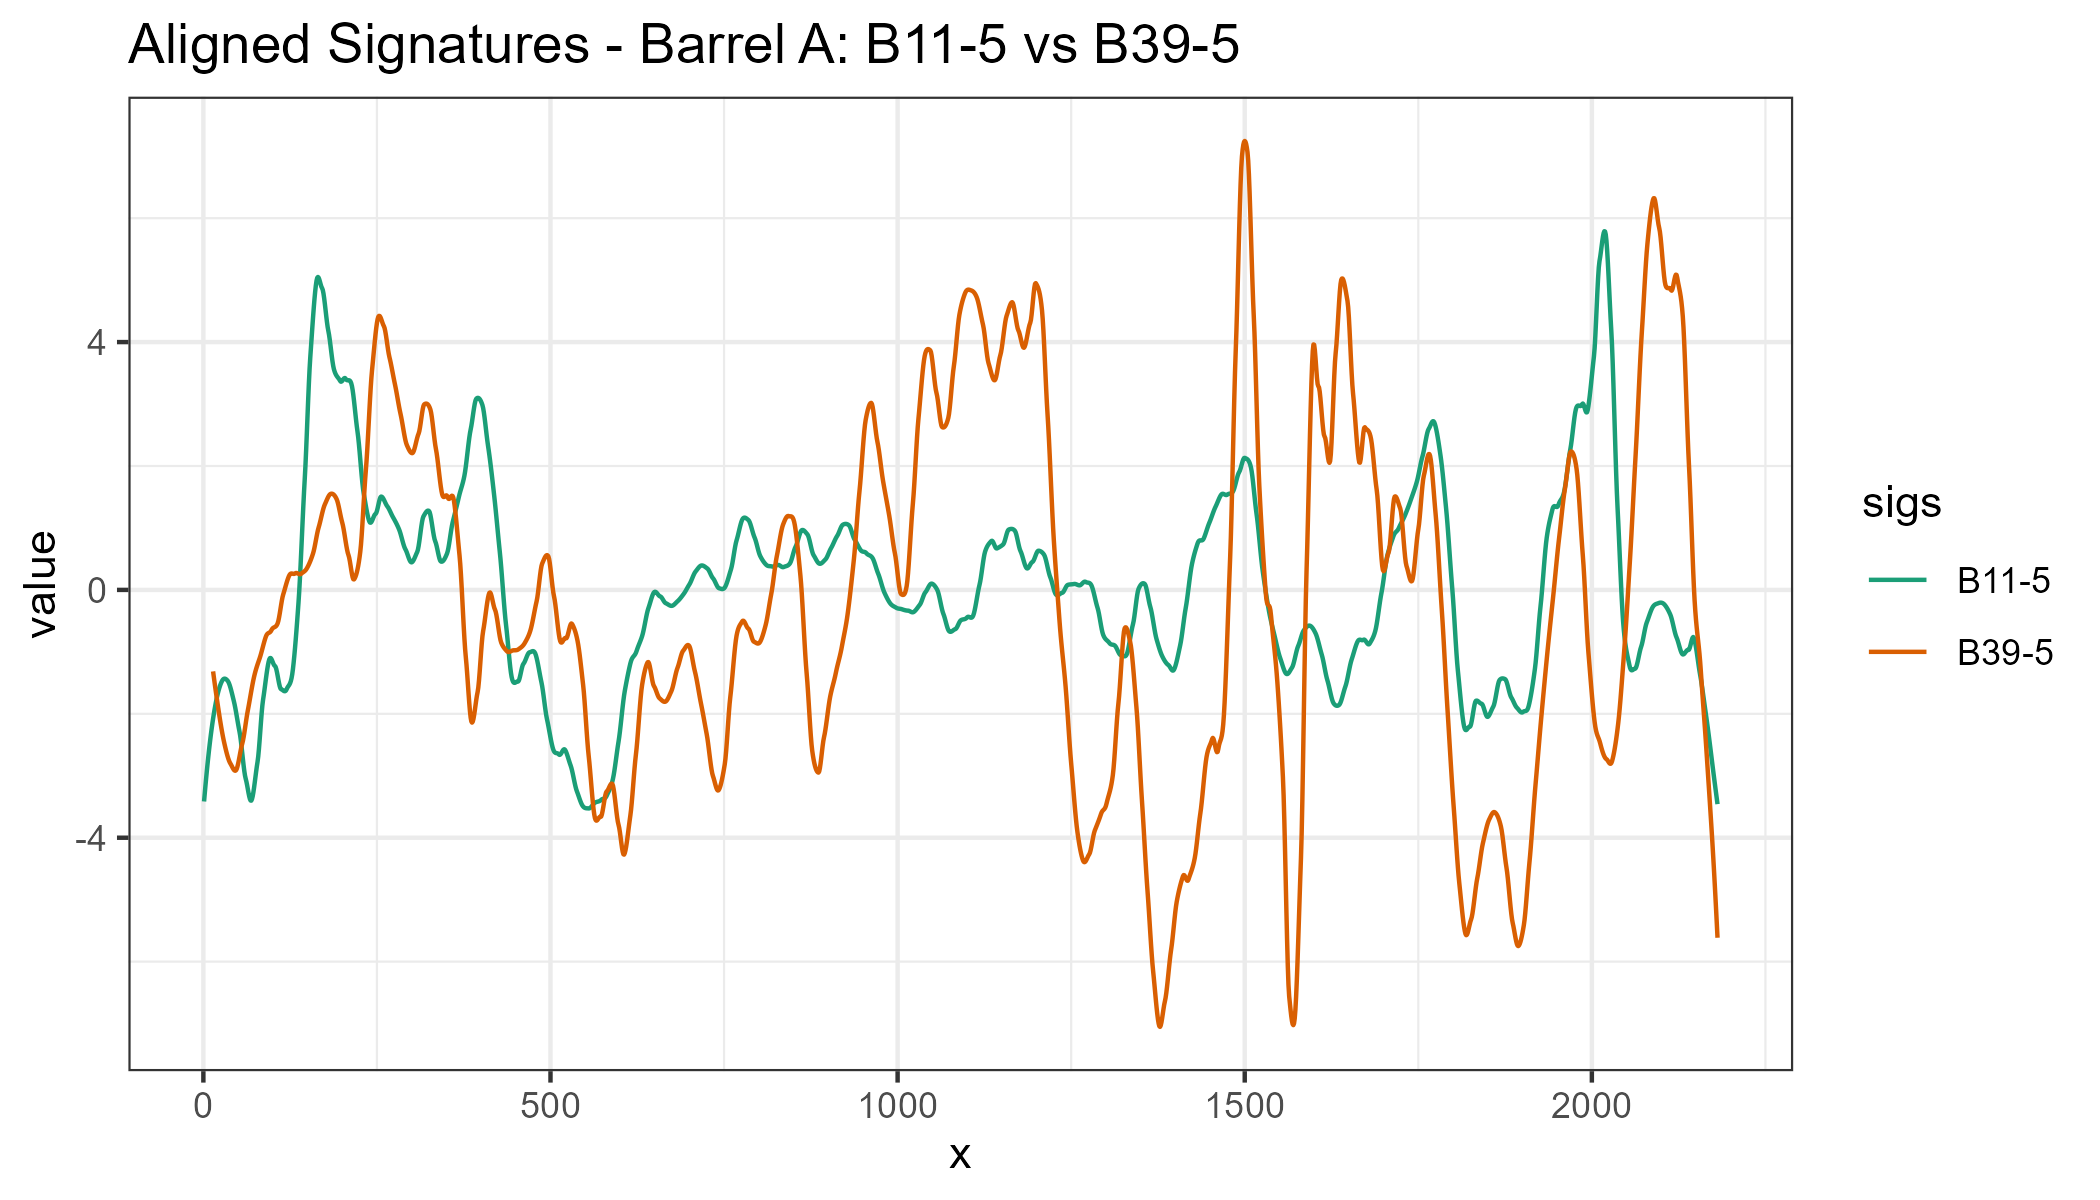 Aligned Signatures - Barrel A: B11-5 vs B39-5
value
4
0
-4
0
500
1000
1500
2000
x
sigs
B11-5
B39-5